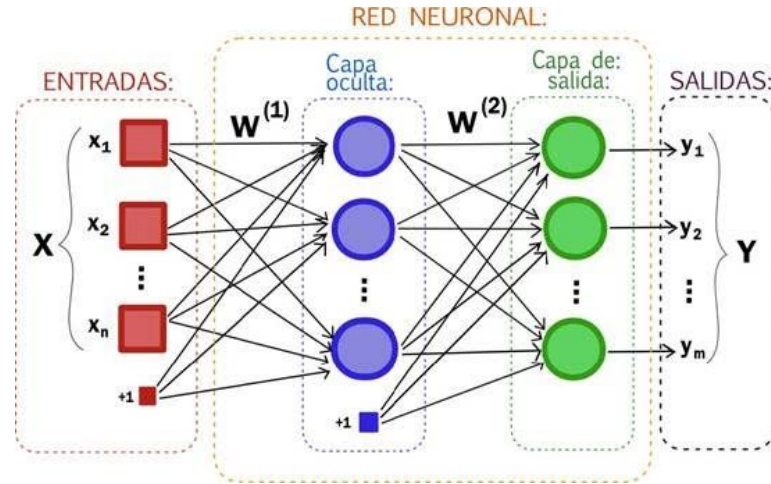 RED NEURONAL:
ENTRADAS:
Capa
oculta:
Capa de:
salida:
SALIDAS:
W(1)
W(2)
X
x1
x2
⋮
xn
+1
⋮
+1
⋮
y1
y2
⋮
ym
Y